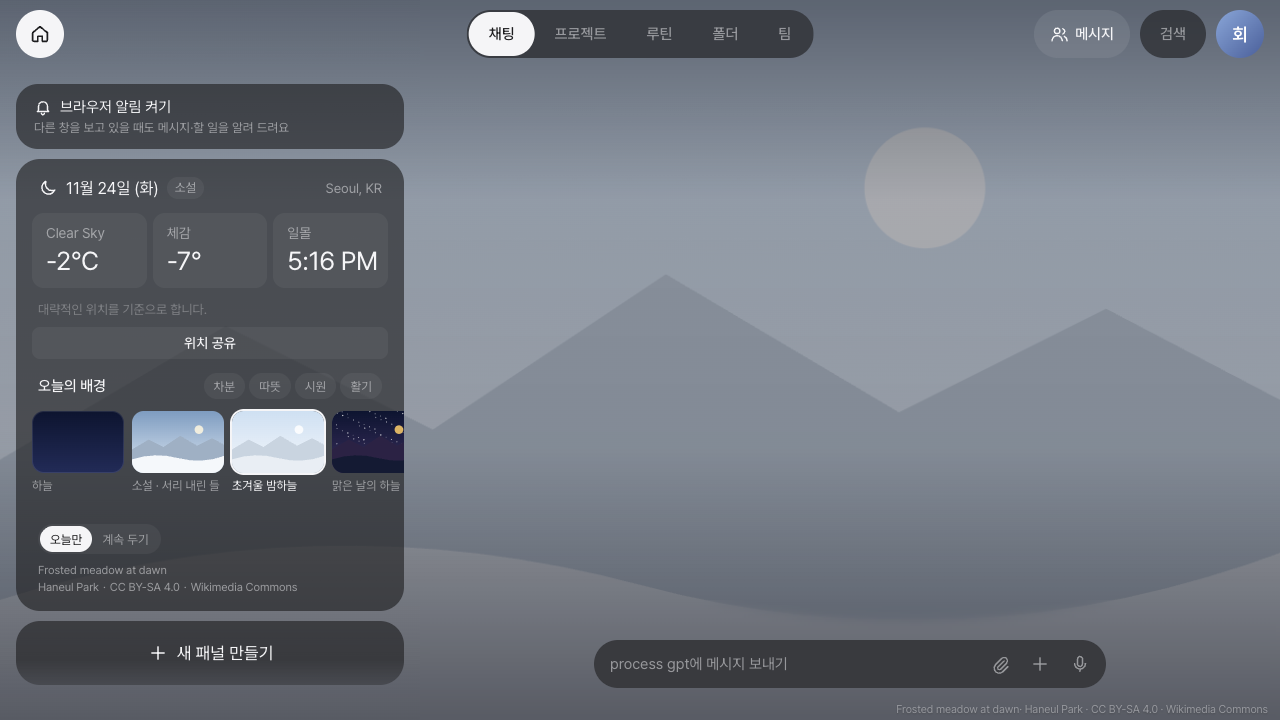 채팅
프로젝트
루틴
폴더
팀
메시지
검색
회
브라우저 알림 켜기
다른 창을 보고 있을 때도 메시지·할 일을 알려 드려요
11월 24일 (화)
소설
Seoul, KR
Clear Sky
체감
일몰
-2°C
-7°
5:16 PM
대략적인 위치를 기준으로 합니다.
위치 공유
오늘의 배경
차분
따뜻
시원
활기
하늘
소설 · 서리 내린 들
초겨울 밤하늘
맑은 날의 하늘
오늘만
계속 두기
Frosted meadow at dawn
Haneul Park · CC BY-SA 4.0 · Wikimedia Commons
새 패널 만들기
process gpt에 메시지 보내기
Frosted meadow at dawn· Haneul Park · CC BY-SA 4.0 · Wikimedia Commons